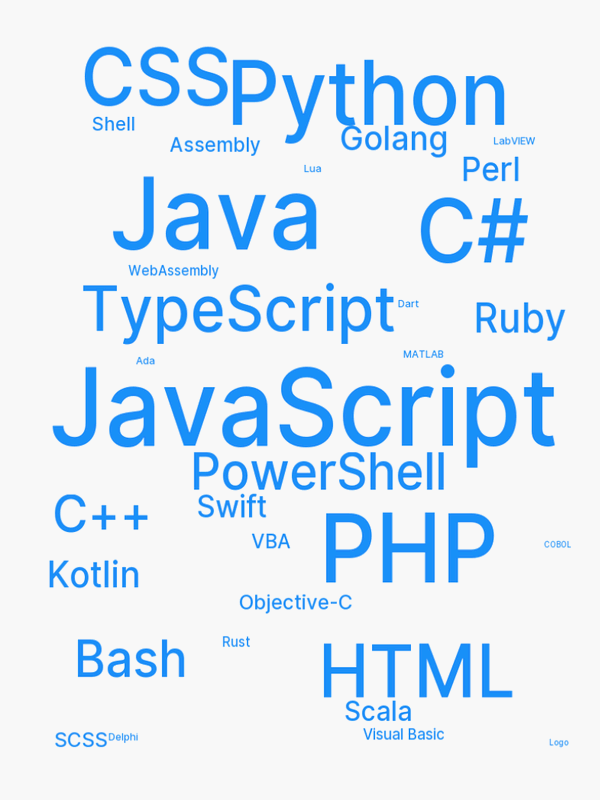 CSS
Python
Shell
Golang
Assembly
LabVIEW
Lua
Perl
Java
C#
WebAssembly
TypeScript
Dart
Ruby
MATLAB
Ada
JavaScript
PowerShell
Swift
C++
VBA
PHP
COBOL
Kotlin
Objective-C
Rust
Bash
HTML
Scala
Visual Basic
SCSS
Delphi
Logo